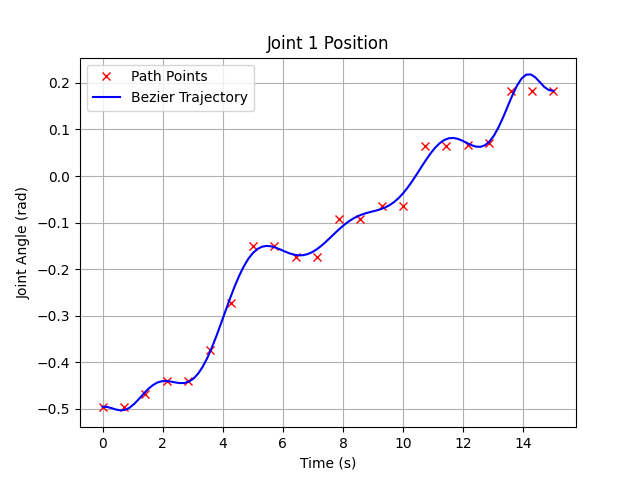 Joint 1 Position
Path Points
Bezier Trajectory
Joint Angle (rad)
0.2
0.1
0.0
−0.1
−0.2
−0.3
−0.4
−0.5
0 2 4 6 8 10 12 14
Time (s)